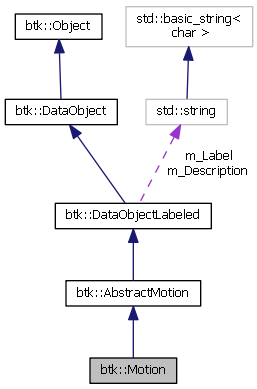 btk::Object
std::basic_string<
char >
btk::DataObject
std::string
m_Label
m_Description
btk::DataObjectLabeled
btk::AbstractMotion
btk::Motion